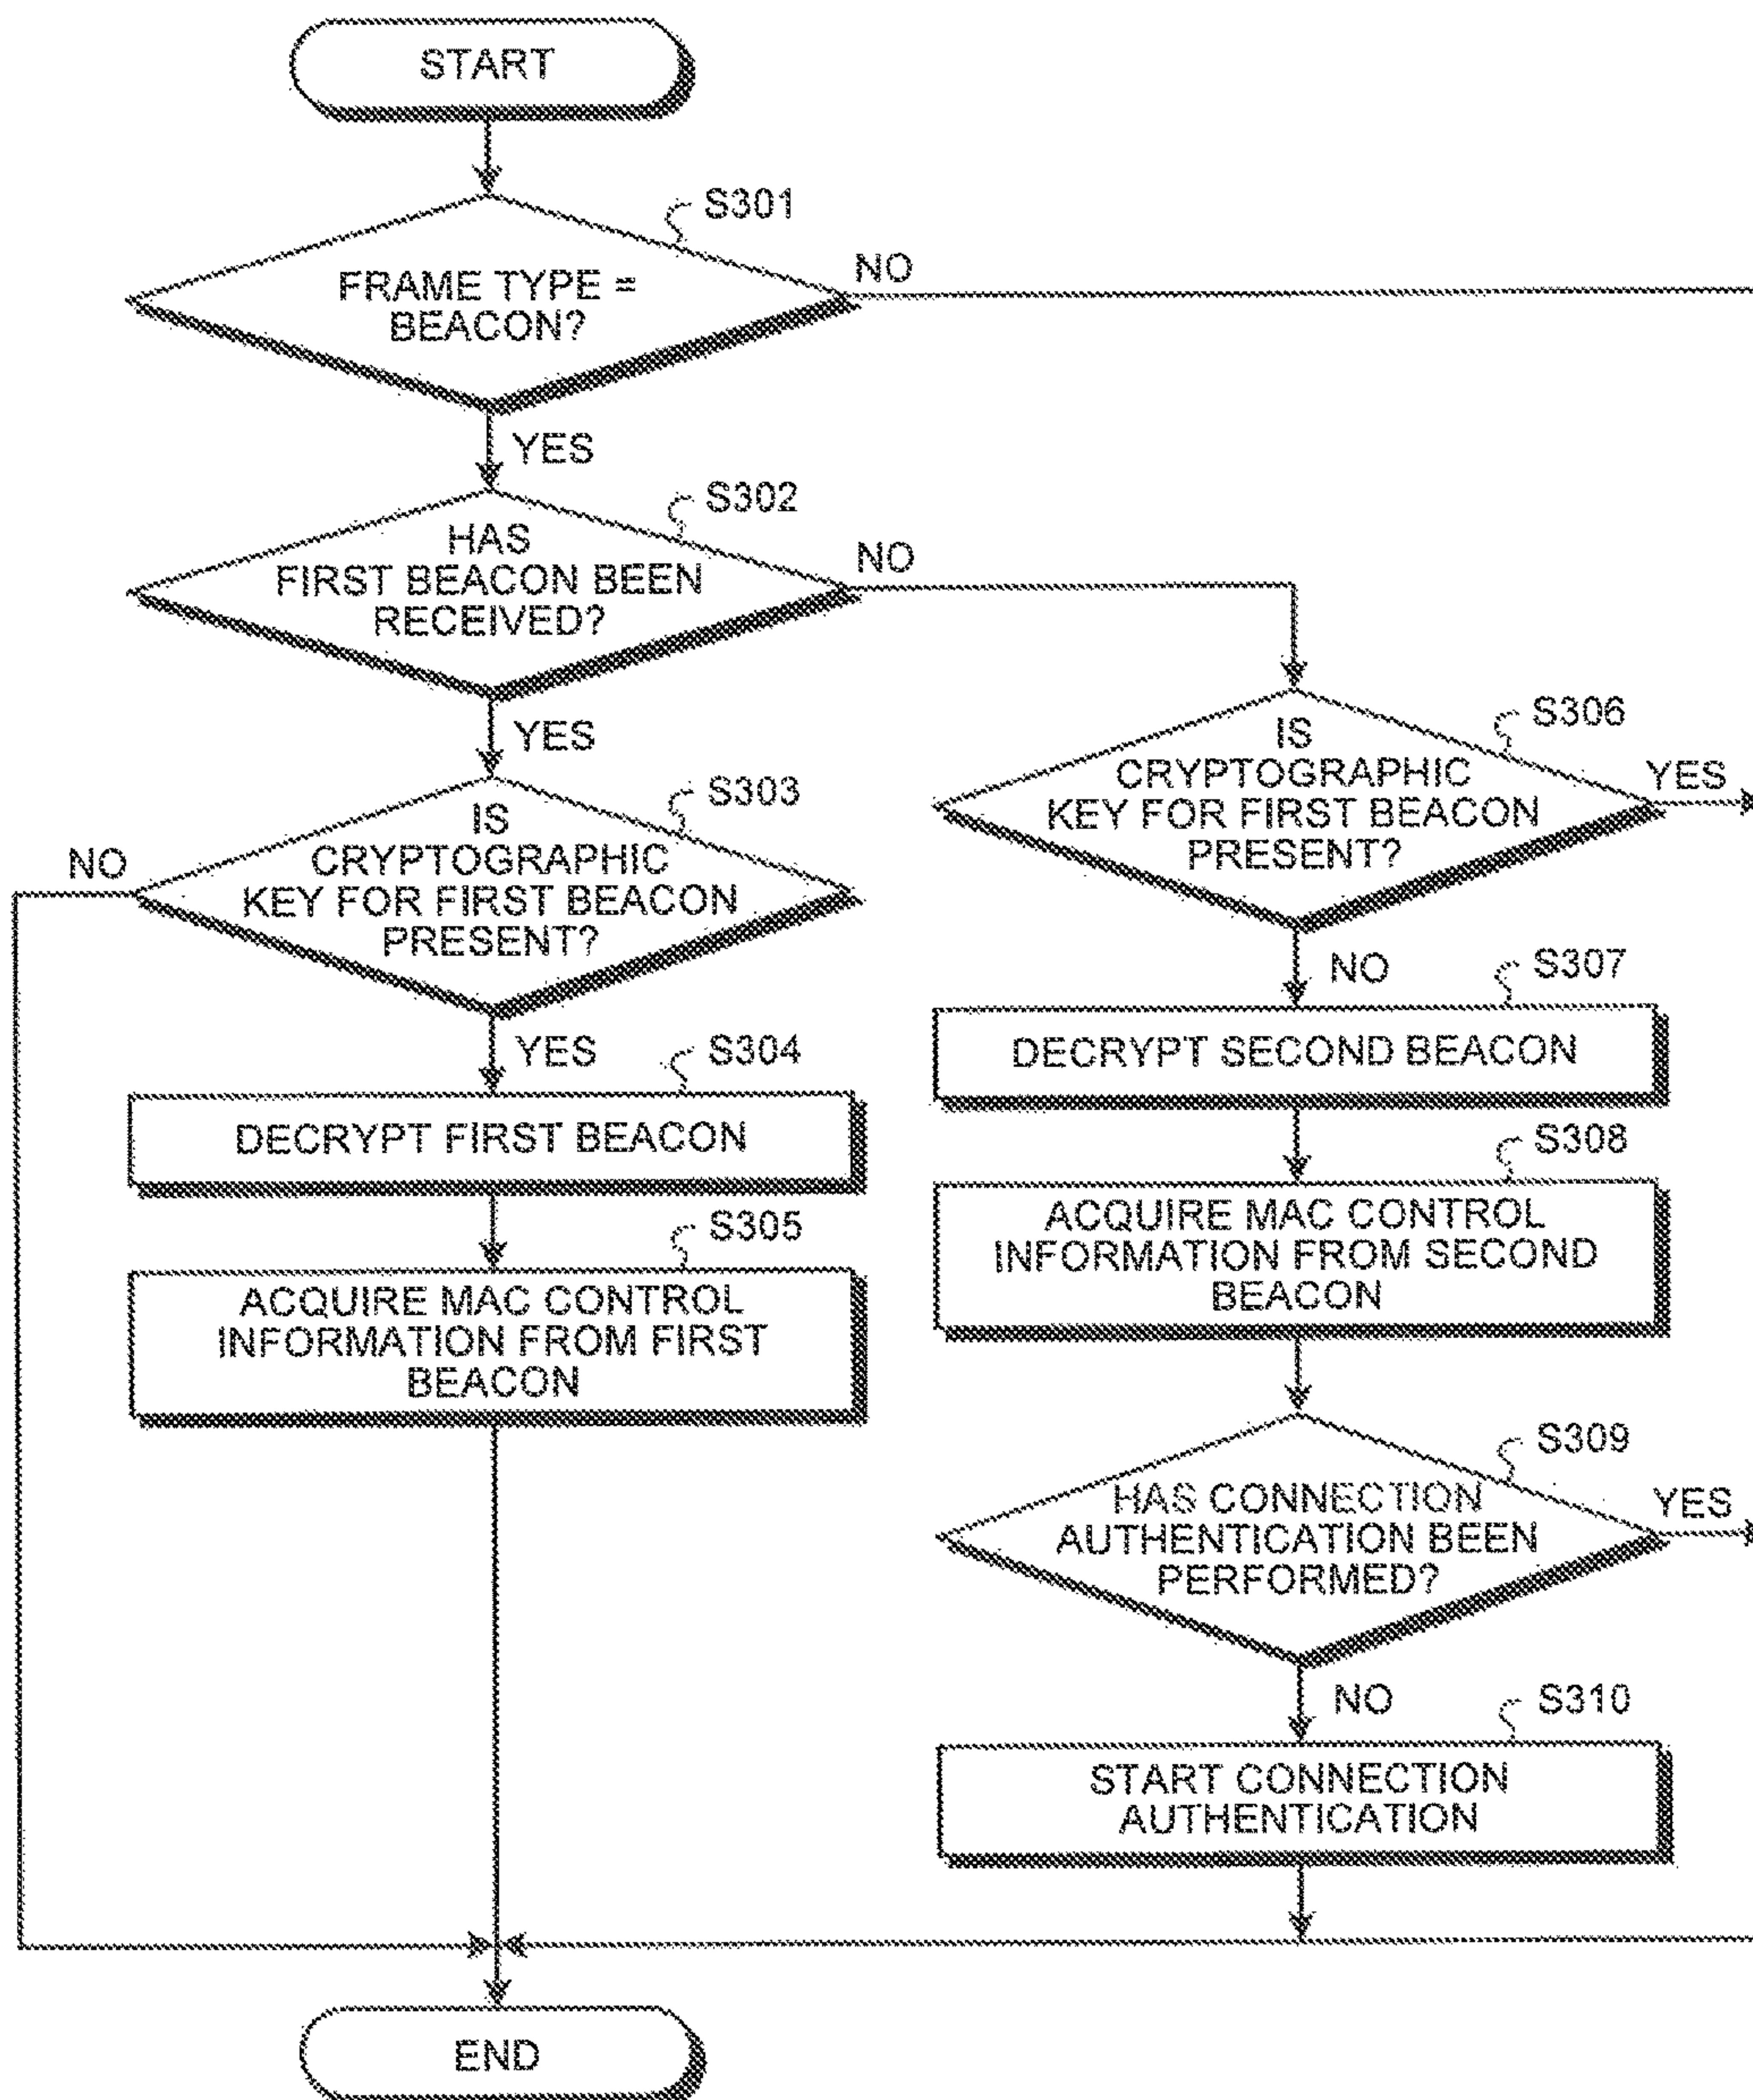 START
S301
FRAME TYPE =
BEACON?
NO
YES
S302
HAS
FIRST BEACON BEEN
RECEIVED?
NO
YES
S303
IS
CRYPTOGRAPHIC
KEY FOR FIRST BEACON
PRESENT?
NO
YES
S304
DECRYPT FIRST BEACON
S305
ACQUIRE MAC CONTROL
INFORMATION FROM FIRST
BEACON
S306
IS
CRYPTOGRAPHIC
KEY FOR FIRST BEACON
PRESENT?
YES
NO
S307
DECRYPT SECOND BEACON
S308
ACQUIRE MAC CONTROL
INFORMATION FROM SECOND
BEACON
S309
HAS CONNECTION
AUTHENTICATION BEEN
PERFORMED?
YES
NO
S310
START CONNECTION
AUTHENTICATION
END